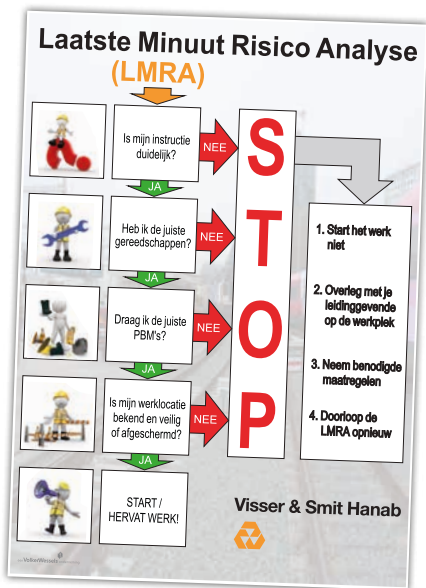 Laatste Minuut Risico Analyse
(LMRA)
Is mijn instructie
duidelijk?
NEE
JA
Heb ik de juiste
gereedschappen?
NEE
JA
Draag ik de juiste
PBM's?
NEE
JA
Is mijn werklocatie
bekend en veilig
of afgeschermd?
NEE
JA
START /
HERVAT WERK!
S
T
O
P
1. Start het werk
niet
2. Overleg met je
leidinggevende
op de werkplek
3. Neem benodigde
maatregelen
4. Doorloop de
LMRA opnieuw
Visser & Smit Hanab
VolkerWessels